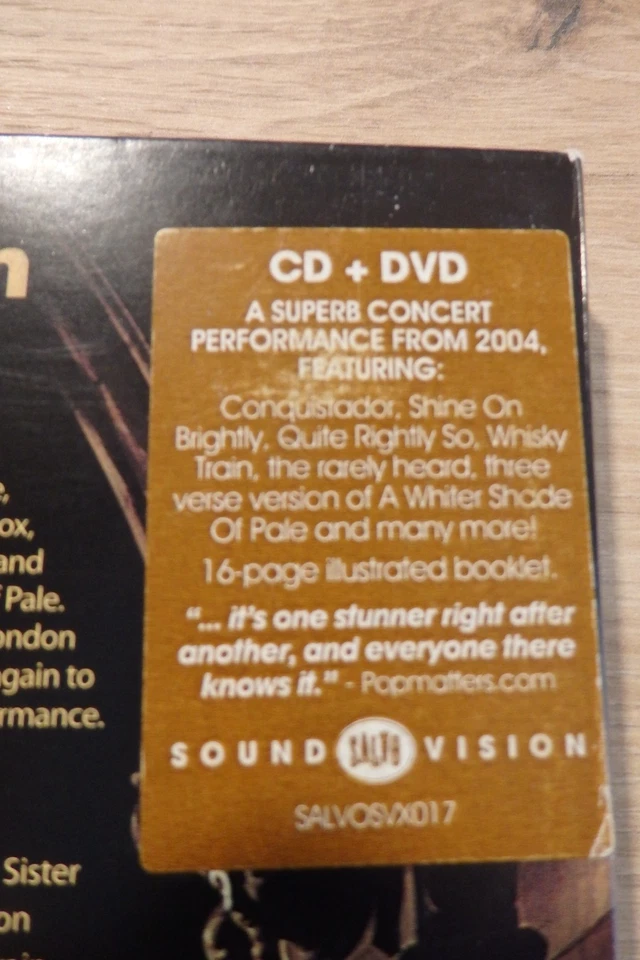 m
CD + DVD
A SUPERB CONCERT
PERFORMANCE FROM 2004,
FEATURING:
Conquistador, Shine On
Brightly, Quite Rightly So, Whisky
Train, the rarely heard, three
verse version of A Whiter Shade
Of Pale and many more!
16-page illustrated booklet.
"... it's one stunner right after
another, and everyone there
knows it." - Popmatters.com
SOUND SALVO VISION
SALVOSVX017
e,
ox,
and
f Pale.
ondon
again to
rmance.
Sister
on